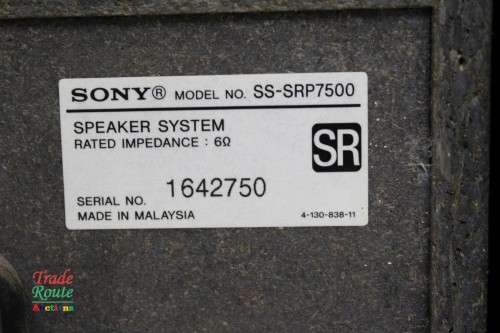 SONY® MODEL NO. SS-SRP7500
SPEAKER SYSTEM
RATED IMPEDANCE : 6Ω
SR
SERIAL NO. 1642750
MADE IN MALAYSIA 4-130-838-11
Trade
Route
Auctions